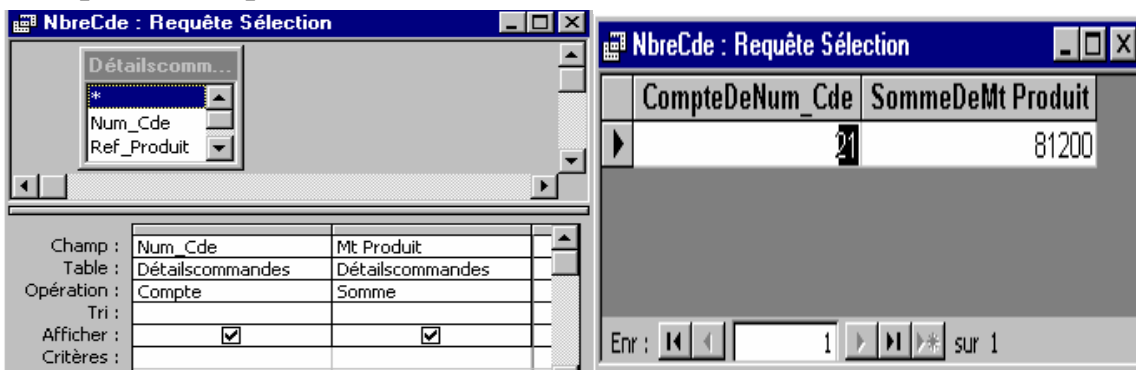 NbreCde : Requête Sélection
Détailscomm...
*
Num_Cde
Ref_Produit
Champ : Num_Cde Mt Produit
Table : Détailscommandes Détailscommandes
Opération : Compte Somme
Tri :
Afficher :
Critères :
NbreCde : Requête Sélection
CompteDeNum_Cde SommeDeMt Produit
21 81200
Enr : 1 sur 1